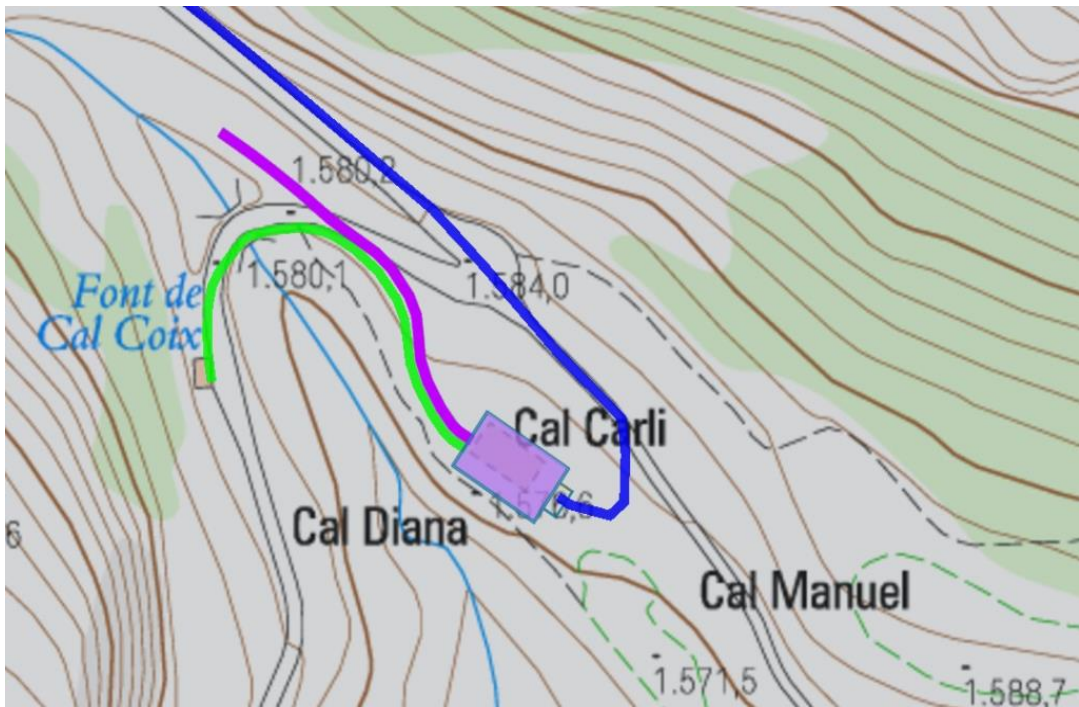 1.580,2
Font de
Cal Coix
1.580,1
1.584,0
Cal Carli
Cal Diana
6
Cal Manuel
1.571,5
1.588,7